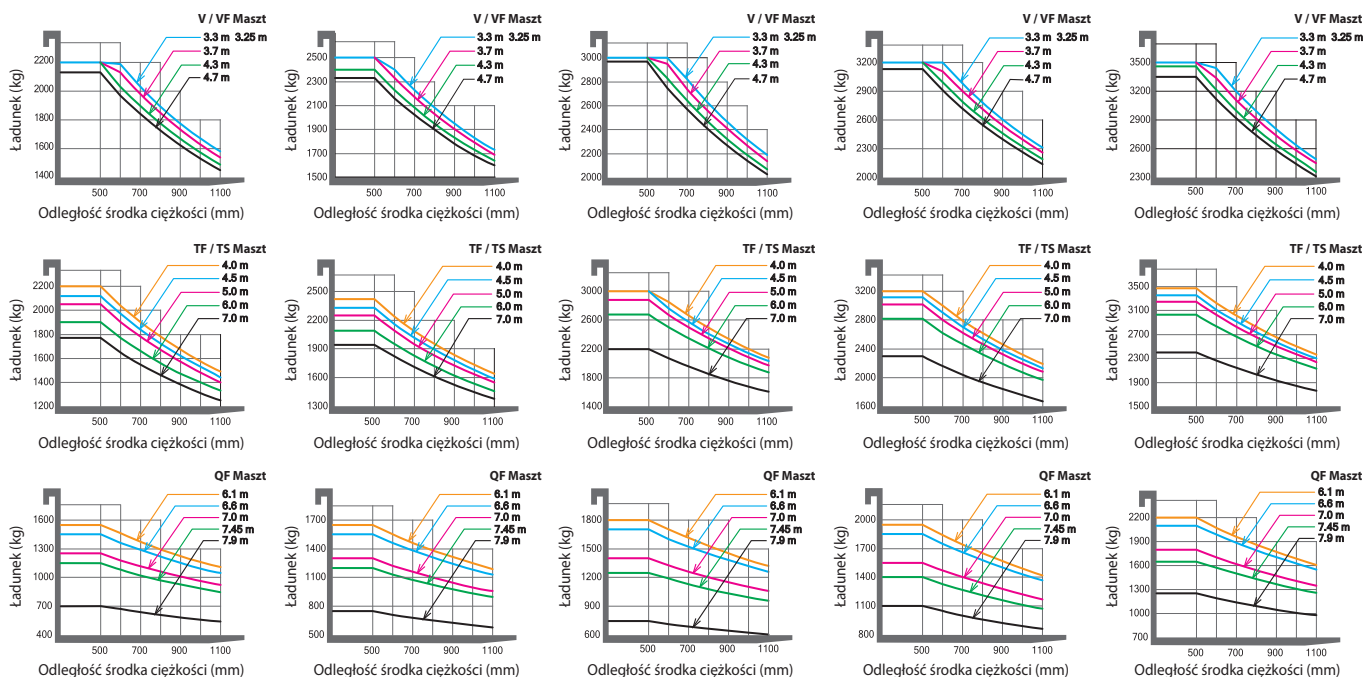 V / VF Maszt
3.3 m 3.25 m
3.7 m
4.3 m
4.7 m
Ładunek (kg)
2200
2000
1800
1600
1400
500 700 900 1100
Odległość środka ciężkości (mm)
V / VF Maszt
3.3 m 3.25 m
3.7 m
4.3 m
4.7 m
Ładunek (kg)
2500
2300
2100
1900
1700
1500
500 700 900 1100
Odległość środka ciężkości (mm)
V / VF Maszt
3.3 m 3.25 m
3.7 m
4.3 m
4.7 m
Ładunek (kg)
3000
2800
2600
2400
2200
2000
500 700 900 1100
Odległość środka ciężkości (mm)
V / VF Maszt
3.3 m 3.25 m
3.7 m
4.3 m
4.7 m
Ładunek (kg)
3200
2900
2600
2300
2000
500 700 900 1100
Odległość środka ciężkości (mm)
V / VF Maszt
3.3 m 3.25 m
3.7 m
4.3 m
4.7 m
Ładunek (kg)
3500
3200
2900
2600
2300
500 700 900 1100
Odległość środka ciężkości (mm)
TF / TS Maszt
4.0 m
4.5 m
5.0 m
6.0 m
7.0 m
Ładunek (kg)
2200
2000
1800
1600
1400
1200
500 700 900 1100
Odległość środka ciężkości (mm)
TF / TS Maszt
4.0 m
4.5 m
5.0 m
6.0 m
7.0 m
Ładunek (kg)
2500
2200
1900
1600
1300
500 700 900 1100
Odległość środka ciężkości (mm)
TF / TS Maszt
4.0 m
4.5 m
5.0 m
6.0 m
7.0 m
Ładunek (kg)
3000
2600
2200
1800
1400
500 700 900 1100
Odległość środka ciężkości (mm)
TF / TS Maszt
4.0 m
4.5 m
5.0 m
6.0 m
7.0 m
Ładunek (kg)
3200
2800
2400
2000
1600
500 700 900 1100
Odległość środka ciężkości (mm)
TF / TS Maszt
4.0 m
4.5 m
5.0 m
6.0 m
7.0 m
Ładunek (kg)
3500
3100
2700
2300
1900
1500
500 700 900 1100
Odległość środka ciężkości (mm)
QF Maszt
6.1 m
6.6 m
7.0 m
7.45 m
7.9 m
Ładunek (kg)
1600
1300
1000
700
400
500 700 900 1100
Odległość środka ciężkości (mm)
QF Maszt
6.1 m
6.6 m
7.0 m
7.45 m
7.9 m
Ładunek (kg)
1700
1400
1100
800
500
500 700 900 1100
Odległość środka ciężkości (mm)
QF Maszt
6.1 m
6.6 m
7.0 m
7.45 m
7.9 m
Ładunek (kg)
1800
1500
1200
900
600
500 700 900 1100
Odległość środka ciężkości (mm)
QF Maszt
6.1 m
6.6 m
7.0 m
7.45 m
7.9 m
Ładunek (kg)
2000
1700
1400
1100
800
500 700 900 1100
Odległość środka ciężkości (mm)
QF Maszt
6.1 m
6.6 m
7.0 m
7.45 m
7.9 m
Ładunek (kg)
2200
1900
1600
1300
1000
700
500 700 900 1100
Odległość środka ciężkości (mm)